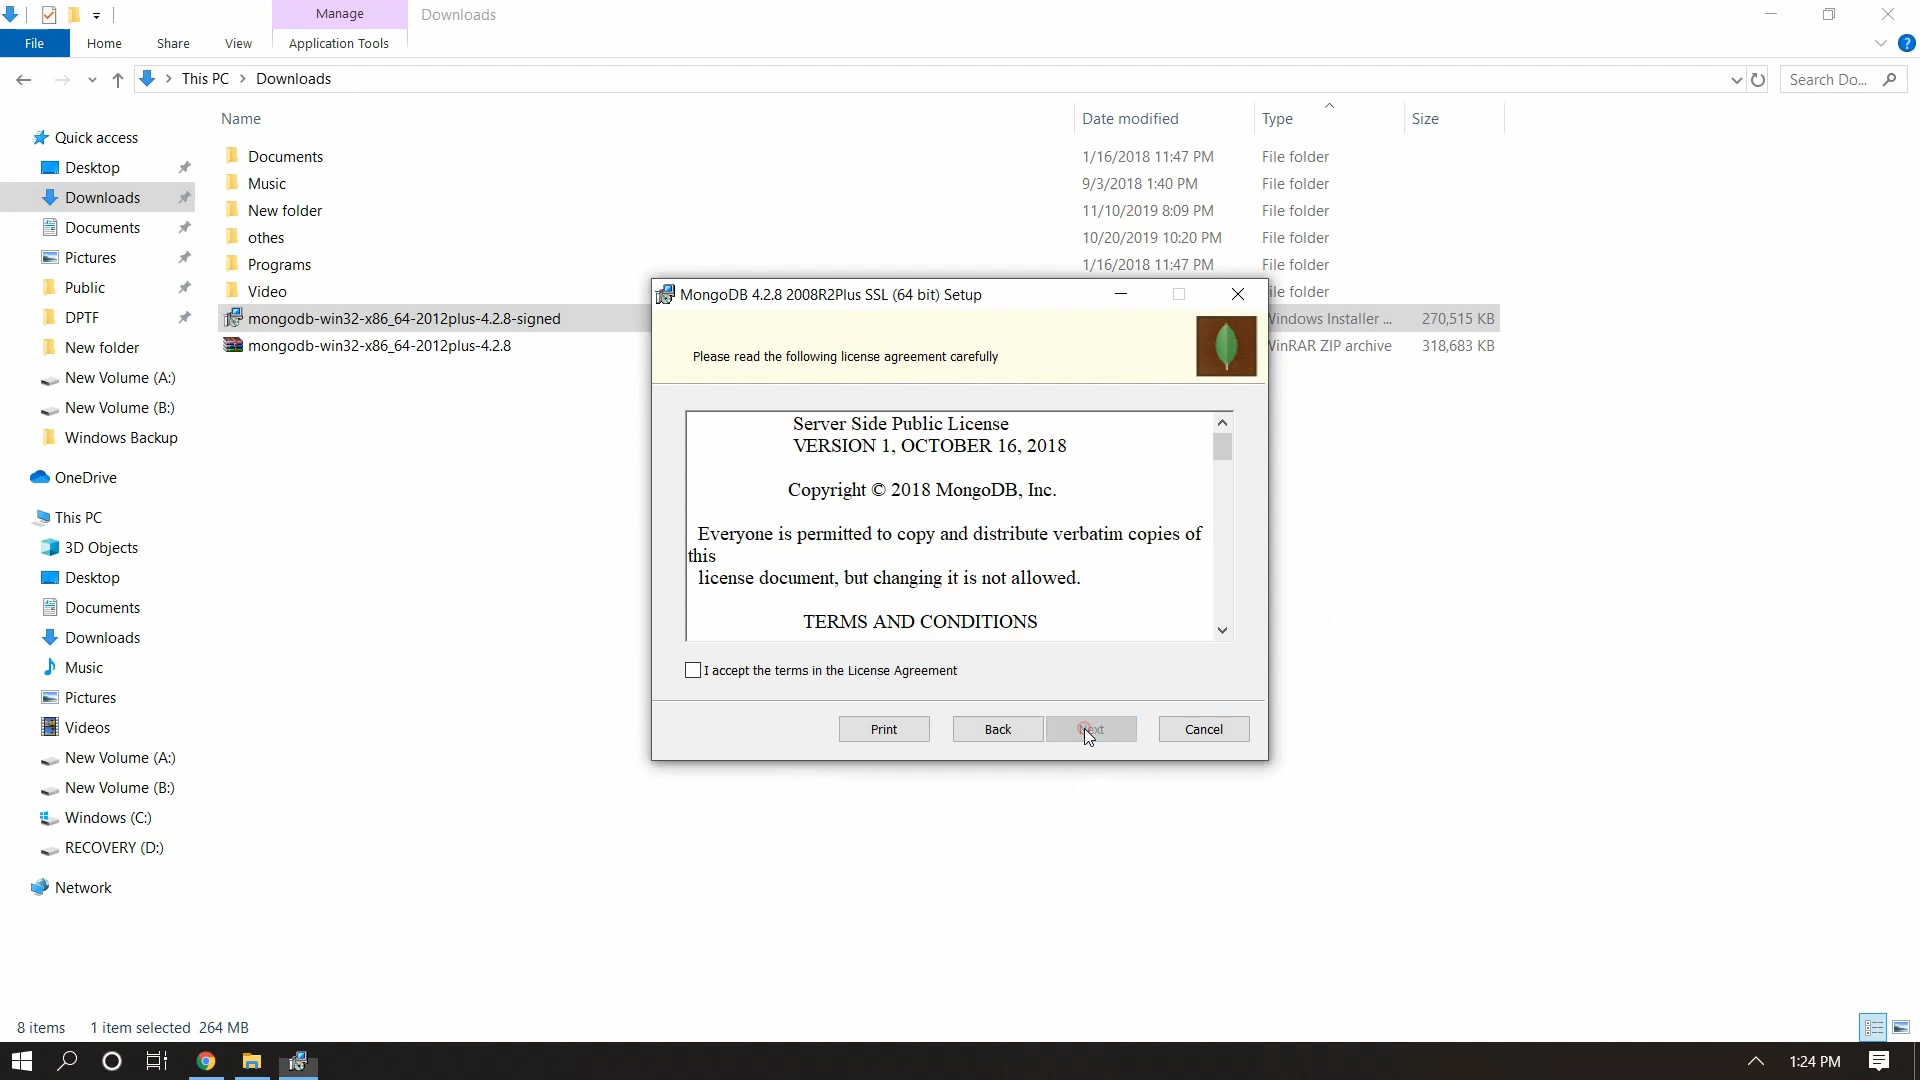 Manage
Downloads
File
Home
Share
View
Application Tools
This PC
Downloads
Search Do...
Name
Date modified
Type
Size
Quick access
Desktop
Downloads
Documents
Pictures
Public
DPTF
New folder
New Volume (A:)
New Volume (B:)
Windows Backup
OneDrive
This PC
3D Objects
Desktop
Documents
Downloads
Music
Pictures
Videos
New Volume (A:)
New Volume (B:)
Windows (C:)
RECOVERY (D:)
Network
Documents 1/16/2018 11:47 PM File folder
Music 9/3/2018 1:40 PM File folder
New folder 11/10/2019 8:09 PM File folder
othes 10/20/2019 10:20 PM File folder
Programs 1/16/2018 11:47 PM File folder
Video ile folder
mongodb-win32-x86_64-2012plus-4.2.8-signed Windows Installer ... 270,515 KB
mongodb-win32-x86_64-2012plus-4.2.8 WinRAR ZIP archive 318,683 KB
MongoDB 4.2.8 2008R2Plus SSL (64 bit) Setup
Please read the following license agreement carefully
Server Side Public License
VERSION 1, OCTOBER 16, 2018
Copyright © 2018 MongoDB, Inc.
Everyone is permitted to copy and distribute verbatim copies of
this
license document, but changing it is not allowed.
TERMS AND CONDITIONS
I accept the terms in the License Agreement
Print
Back
Next
Cancel
8 items
1 item selected 264 MB
1:24 PM